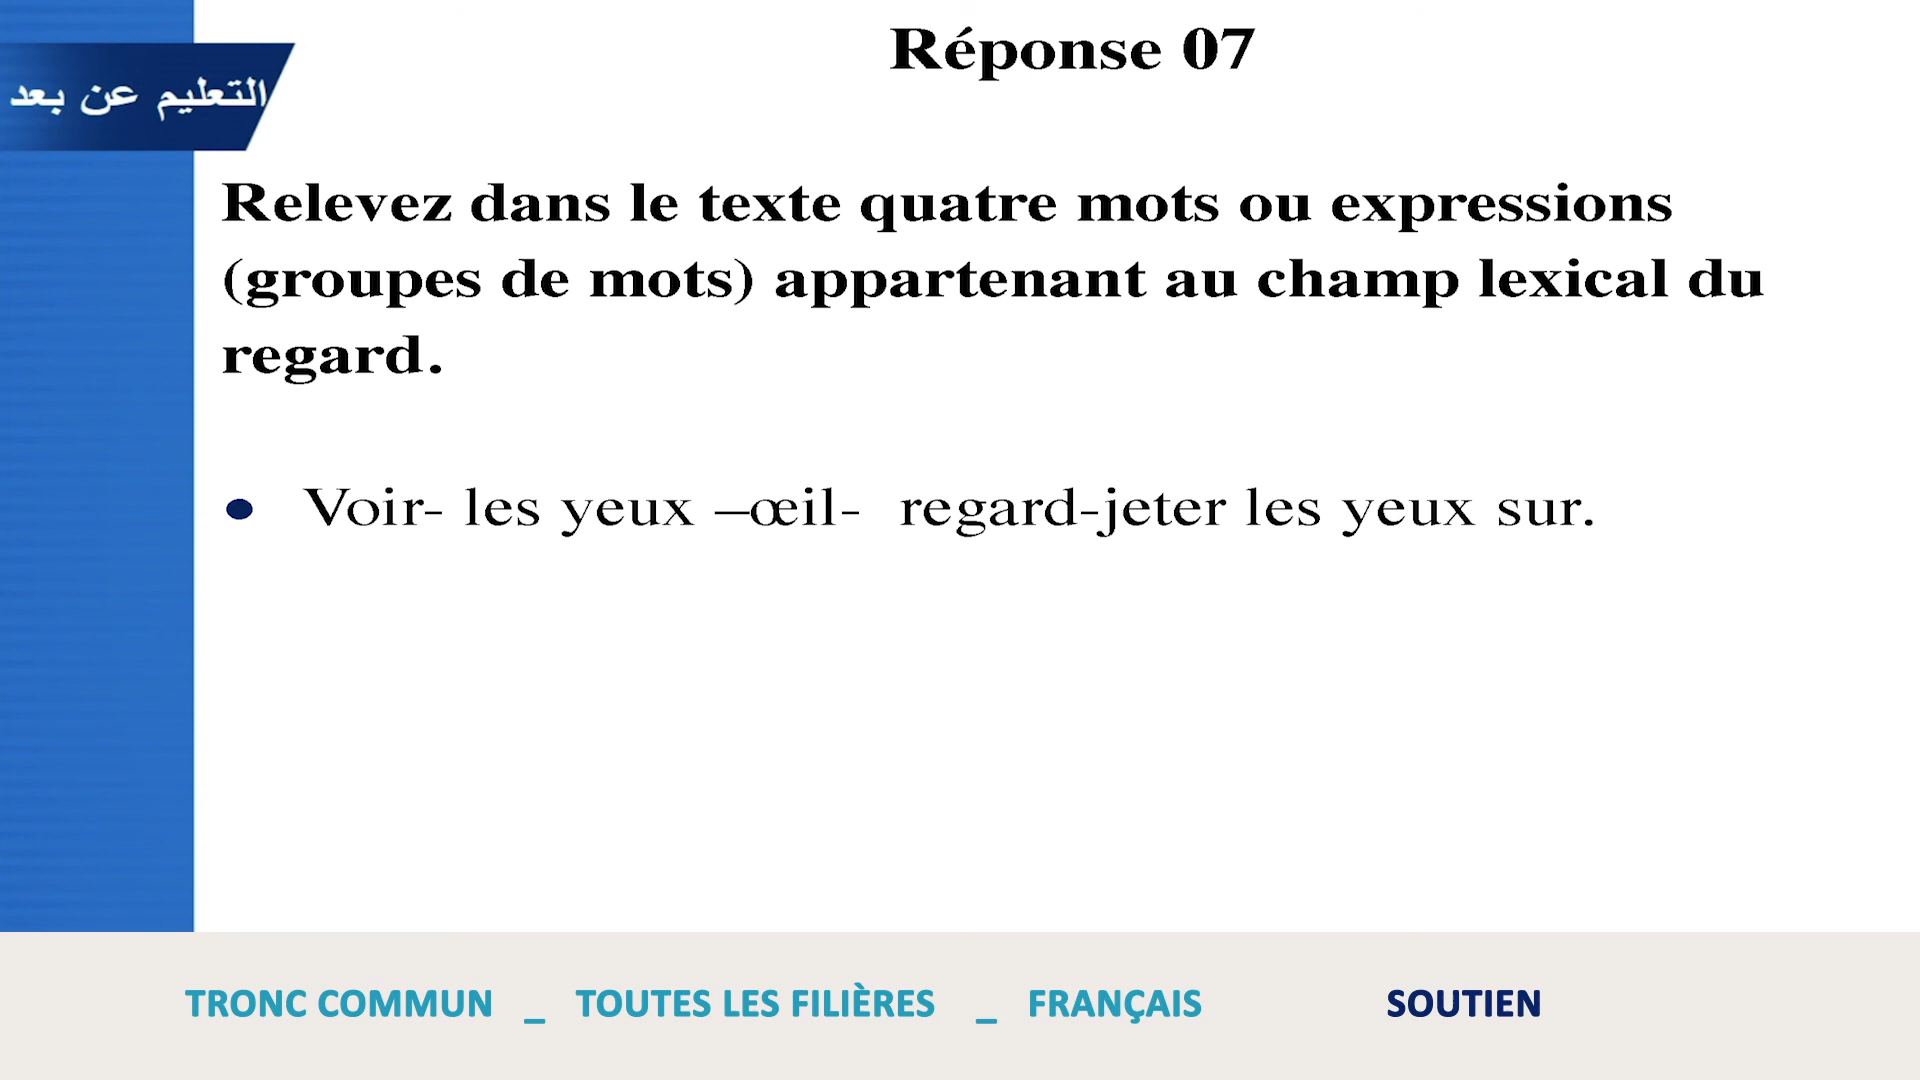 Réponse 07
التعليم عن بعد
Relevez dans le texte quatre mots ou expressions
(groupes de mots) appartenant au champ lexical du
regard.
• Voir- les yeux –œil- regard-jeter les yeux sur.
TRONC COMMUN _ TOUTES LES FILIÈRES _ FRANÇAIS SOUTIEN